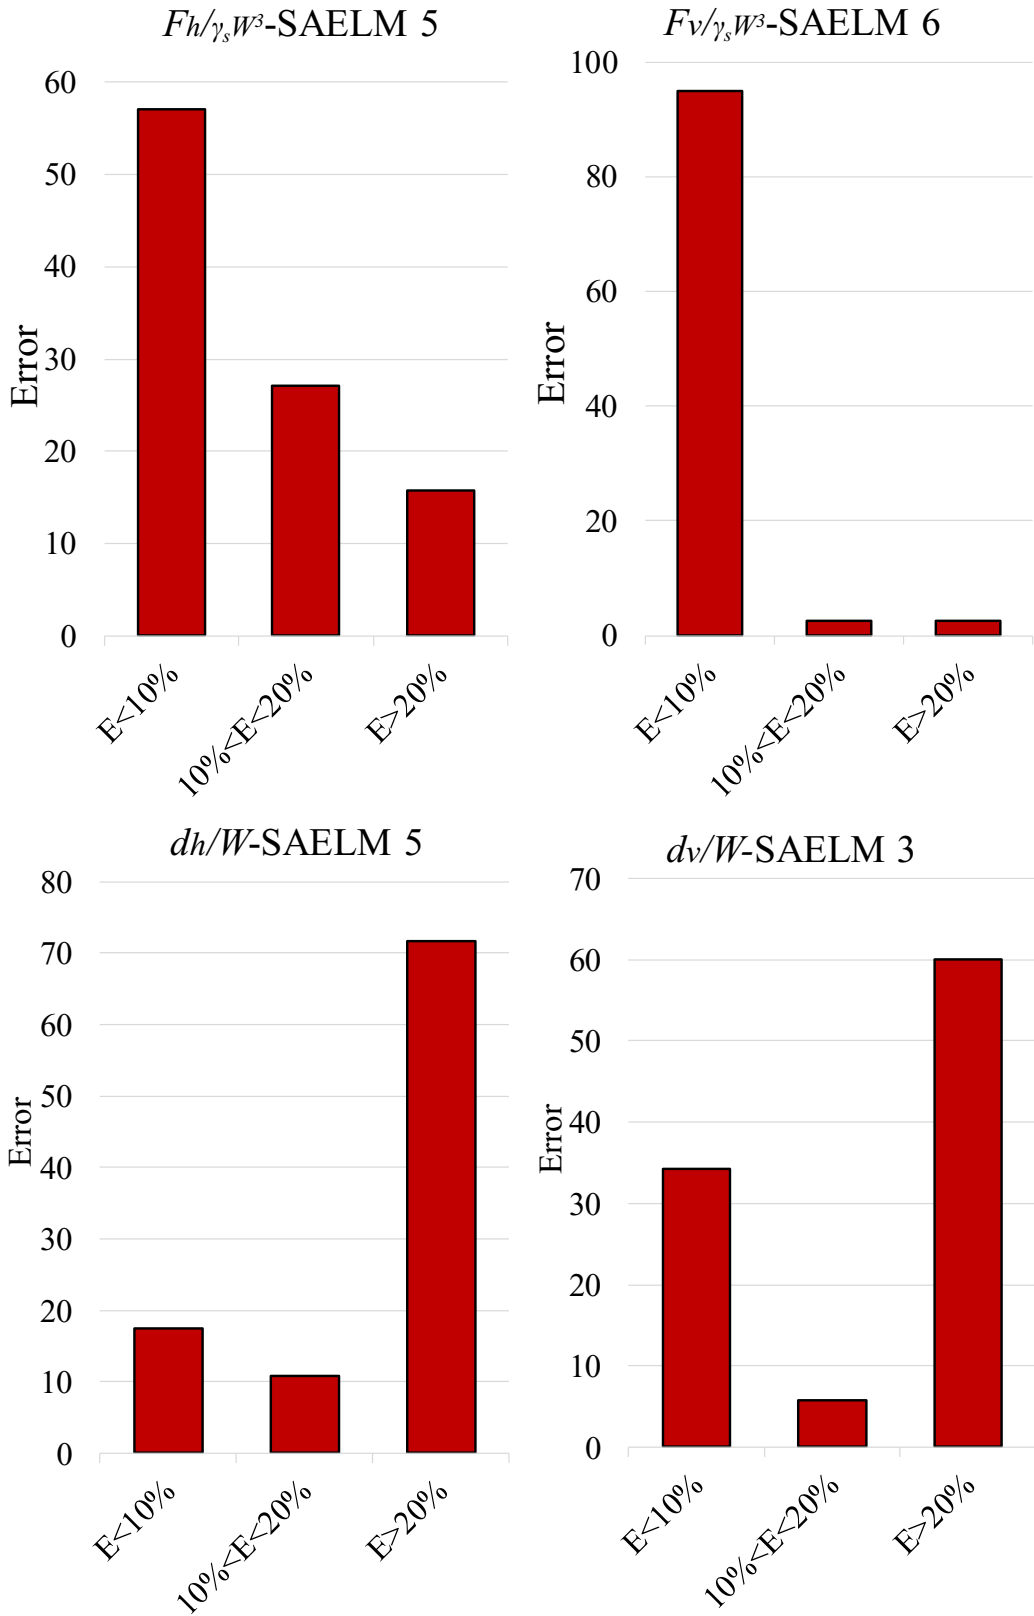 Fh/γₛW³-SAELM 5
60
50
40
30
20
10
0
Error
E<10%
10%<E<20%
E>20%
Fv/γₛW³-SAELM 6
100
80
60
40
20
0
Error
E<10%
10%<E<20%
E>20%
dh/W-SAELM 5
80
70
60
50
40
30
20
10
0
Error
E<10%
10%<E<20%
E>20%
dv/W-SAELM 3
70
60
50
40
30
20
10
0
Error
E<10%
10%<E<20%
E>20%